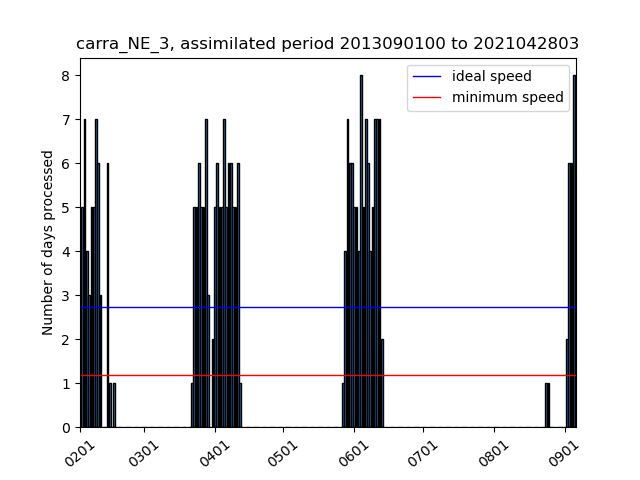 carra_NE_3, assimilated period 2013090100 to 2021042803
ideal speed
minimum speed
Number of days processed
8
7
6
5
4
3
2
1
0
0201 0301 0401 0501 0601 0701 0801 0901